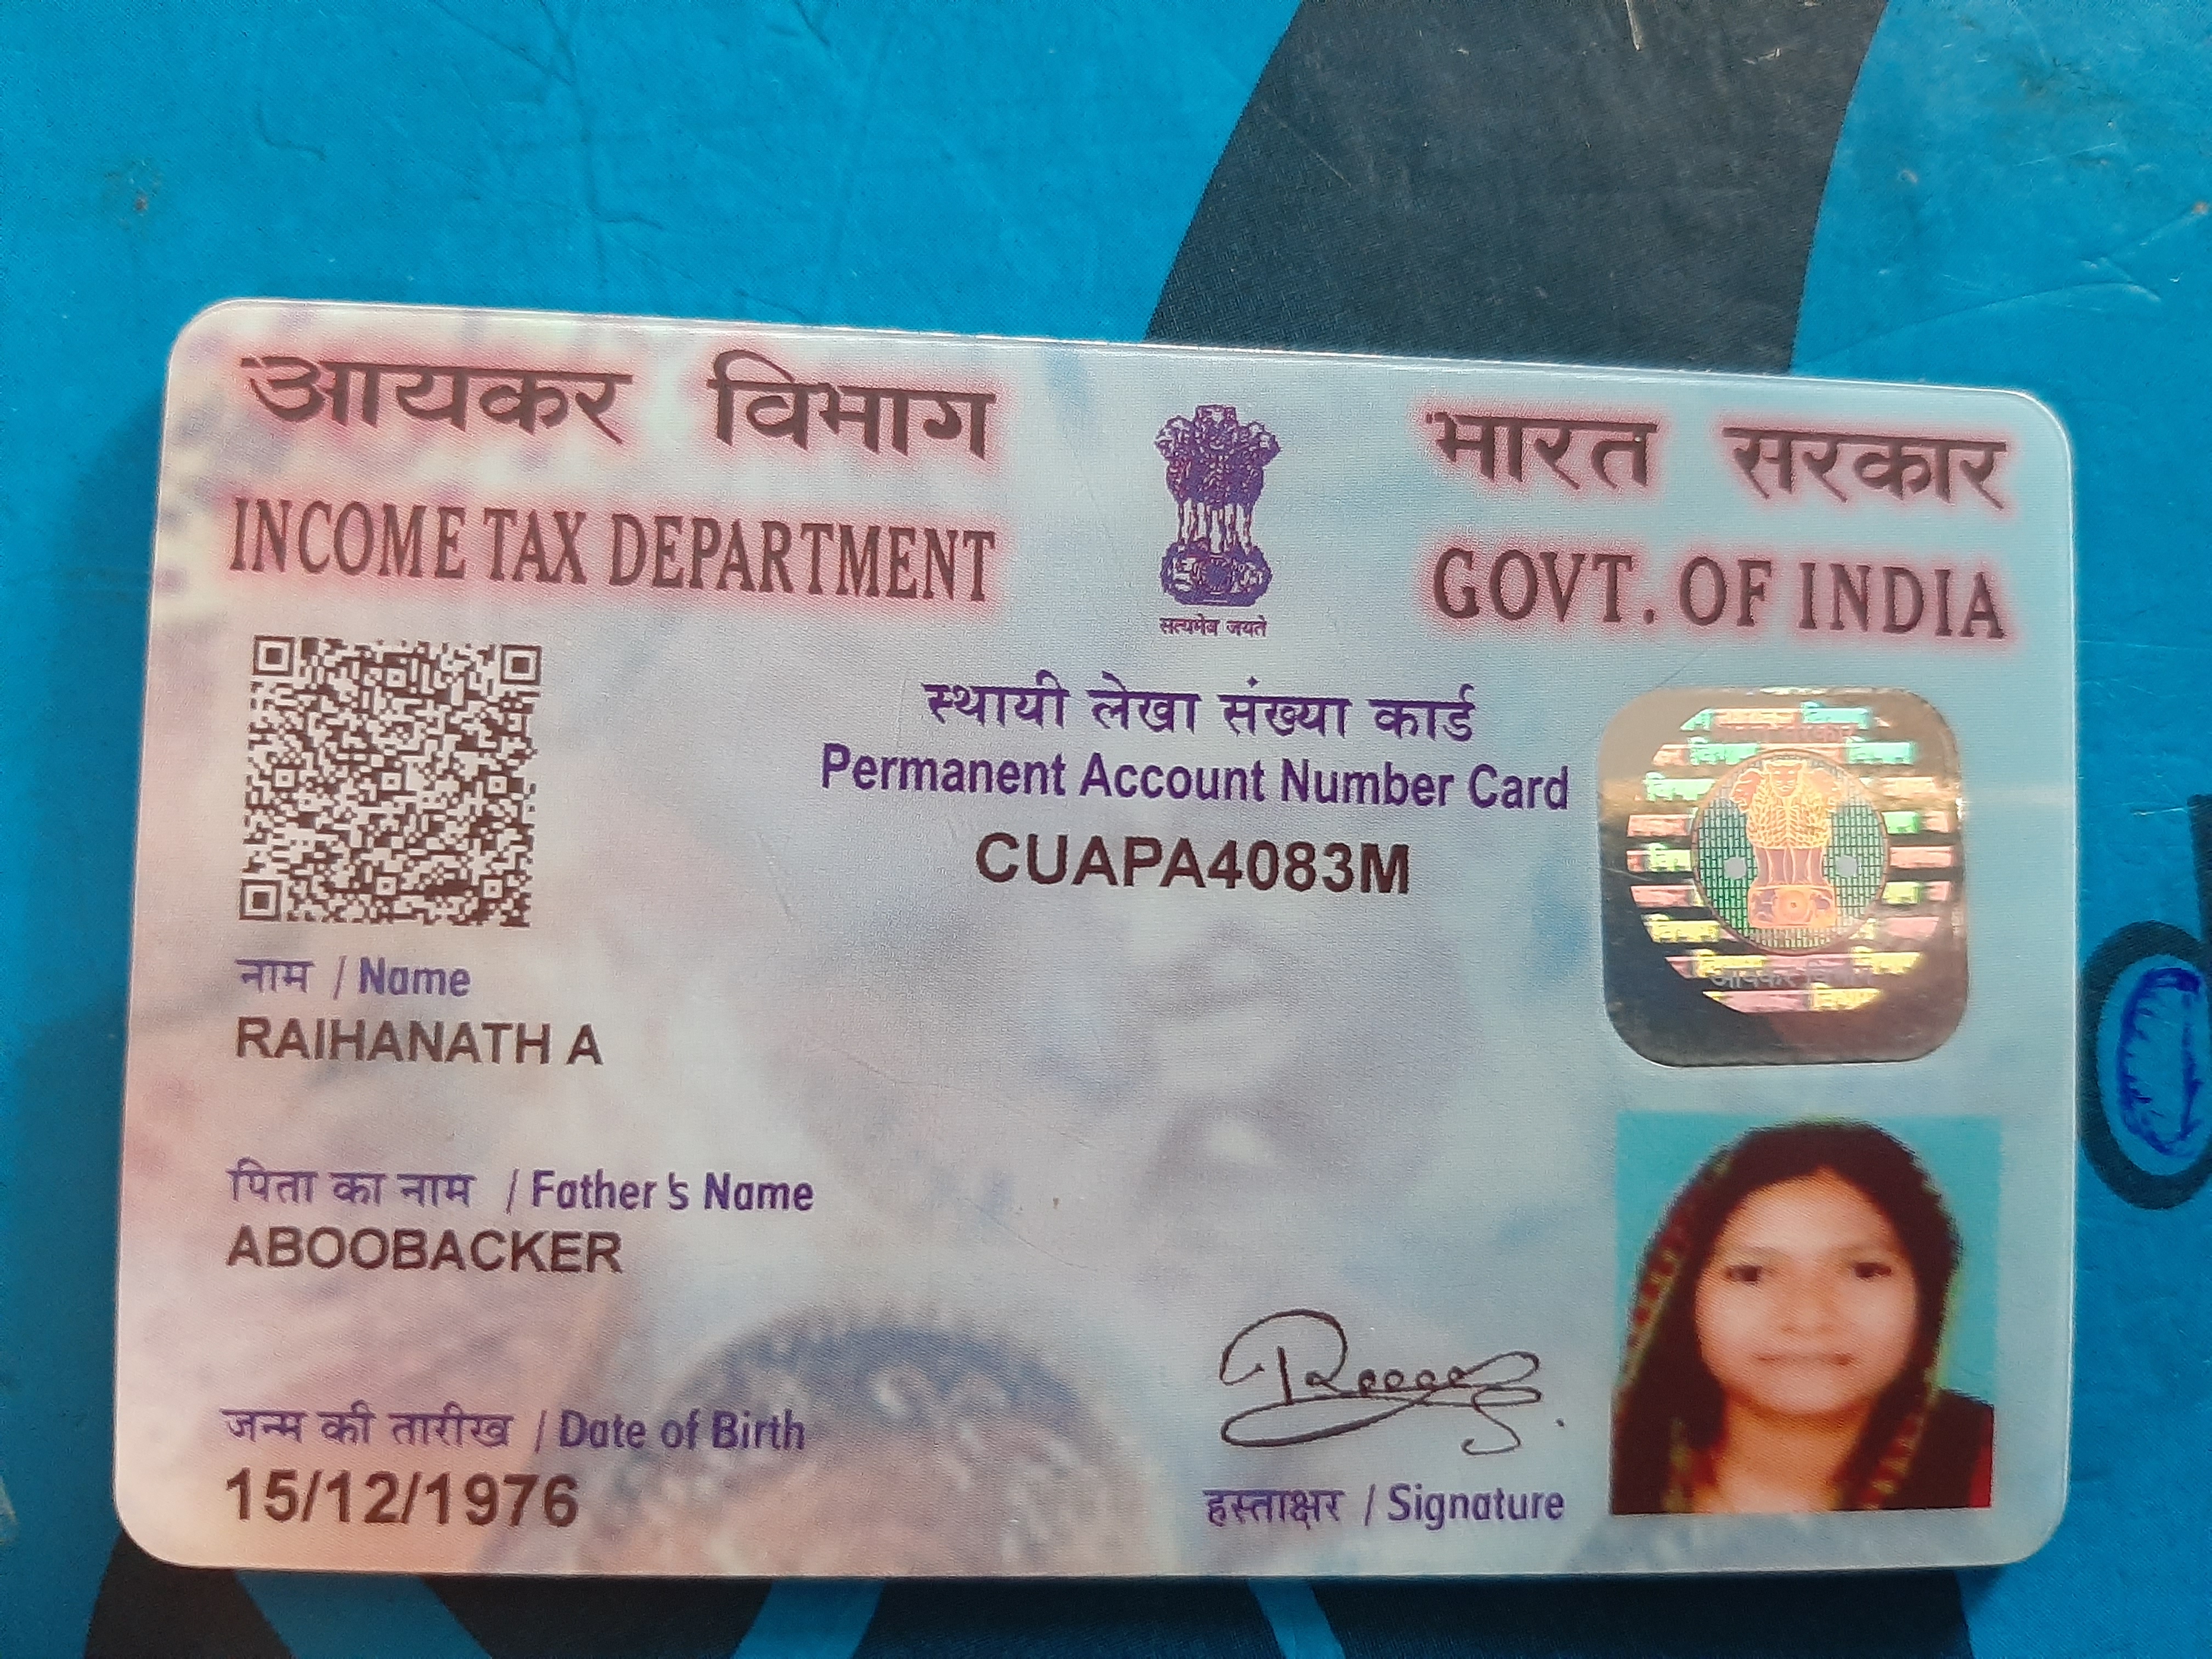 आयकर विभाग
INCOME TAX DEPARTMENT
सत्यमेव जयते
भारत सरकार
GOVT. OF INDIA
स्थायी लेखा संख्या कार्ड
Permanent Account Number Card
CUAPA4083M
नाम / Name
RAIHANATH A
पिता का नाम / Father's Name
ABOOBACKER
जन्म की तारीख / Date of Birth
15/12/1976
हस्ताक्षर / Signature